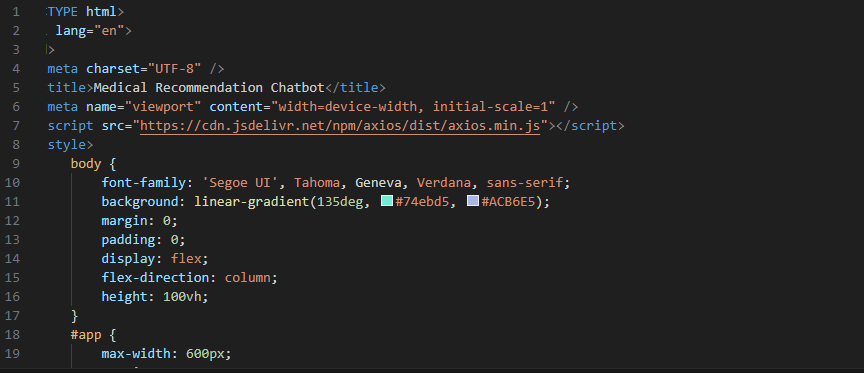 1 TYPE html>
2 lang="en">
3 >
4 meta charset="UTF-8" />
5 title>Medical Recommendation Chatbot</title>
6 meta name="viewport" content="width=device-width, initial-scale=1" />
7 script src="https://cdn.jsdelivr.net/npm/axios/dist/axios.min.js"></script>
8 style>
9 body {
10 font-family: 'Segoe UI', Tahoma, Geneva, Verdana, sans-serif;
11 background: linear-gradient(135deg, #74ebd5, #ACB6E5);
12 margin: 0;
13 padding: 0;
14 display: flex;
15 flex-direction: column;
16 height: 100vh;
17 }
18 #app {
19 max-width: 600px;